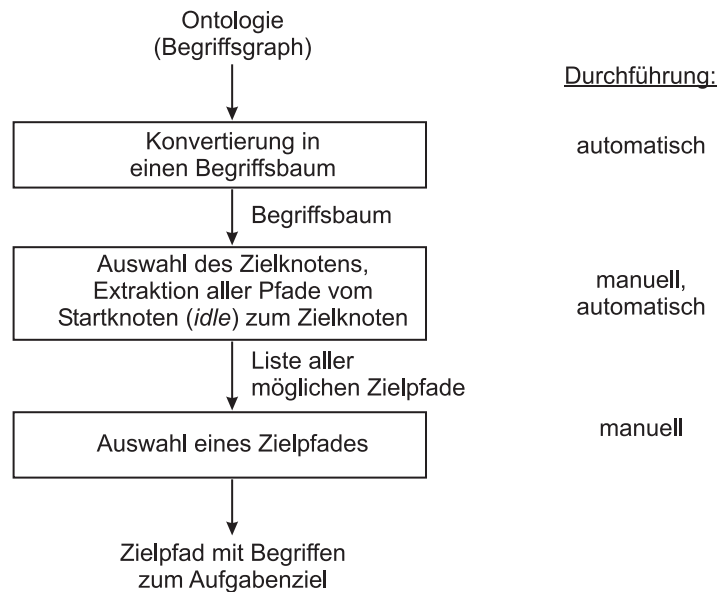 Ontologie
(Begriffsgraph)
Durchführung:
Konvertierung in
einen Begriffsbaum
automatisch
Begriffsbaum
Auswahl des Zielknotens,
Extraktion aller Pfade vom
Startknoten (idle) zum Zielknoten
manuell,
automatisch
Liste aller
möglichen Zielpfade
Auswahl eines Zielpfades
manuell
Zielpfad mit Begriffen
zum Aufgabenziel